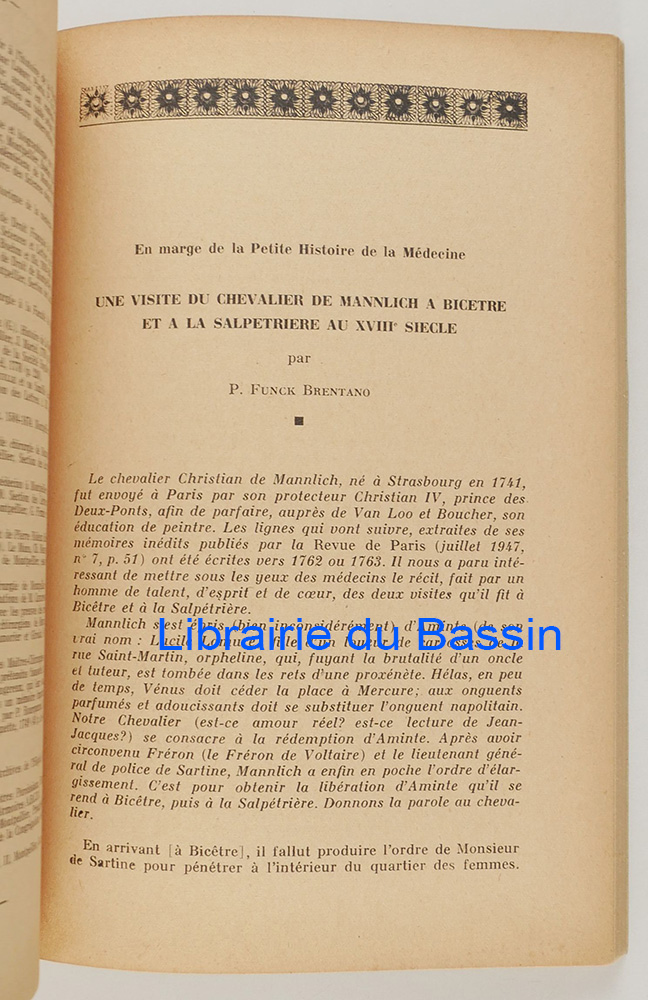 En marge de la Petite Histoire de la Médecine
UNE VISITE DU CHEVALIER DE MANNLICH A BICETRE
ET A LA SALPETRIERE AU XVIIIe SIECLE
par
P. FUNCK BRENTANO
Le chevalier Christian de Mannlich, né à Strasbourg en 1741,
fut envoyé à Paris par son protecteur Christian IV, prince des
Deux-Ponts, afin de parfaire, auprès de Van Loo et Boucher, son
éducation de peintre. Les lignes qui vont suivre, extraites de ses
mémoires inédits publiés par la Revue de Paris (juillet 1947,
n° 7, p. 51) ont été écrites vers 1762 ou 1763. Il nous a paru inté-
ressant de mettre sous les yeux des médecins le récit, fait par un
homme de talent, d'esprit et de cœur, des deux visites qu'il fit à
Bicêtre et à la Salpétrière.
Mannlich s'est épris (bien inconsidérément) d'Aminte (de son
vrai nom :
Librairie du Bassin
rue Saint-Martin, orpheline, qui, fuyant la brutalité d'un oncle
et tuteur, est tombée dans les rets d'une proxénète. Hélas, en peu
de temps, Vénus doit céder la place à Mercure; aux onguents
parfumés et adoucissants doit se substituer l'onguent napolitain.
Notre Chevalier (est-ce amour réel? est-ce lecture de Jean-
Jacques?) se consacre à la rédemption d'Aminte. Après avoir
circonvenu Fréron (le Fréron de Voltaire) et le lieutenant géné-
ral de police de Sartine, Mannlich a enfin en poche l'ordre d'élar-
gissement. C'est pour obtenir la libération d'Aminte qu'il se
rend à Bicêtre, puis à la Salpétrière. Donnons la parole au cheva-
lier.
En arrivant [à Bicêtre], il fallut produire l'ordre de Monsieur
de Sartine pour pénétrer à l'intérieur du quartier des femmes.